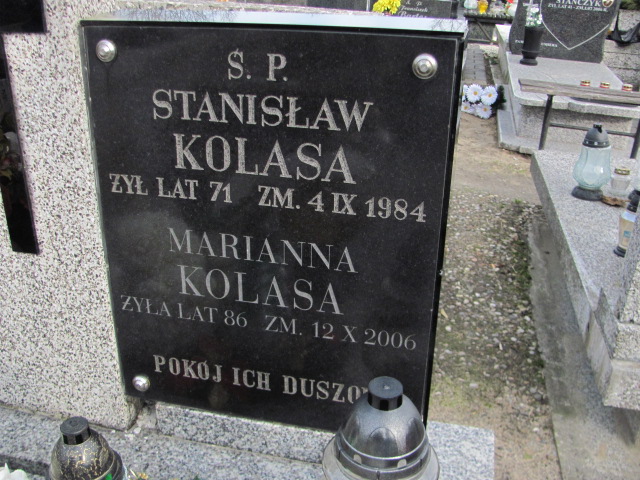 Ś. P.
STANISŁAW
KOLASA
ŻYŁ LAT 71 ZM. 4 IX 1984
MARIANNA
KOLASA
ŻYŁA LAT 86 ZM. 12 X 2006
POKÓJ ICH DUSZOM
STAŃCZYK